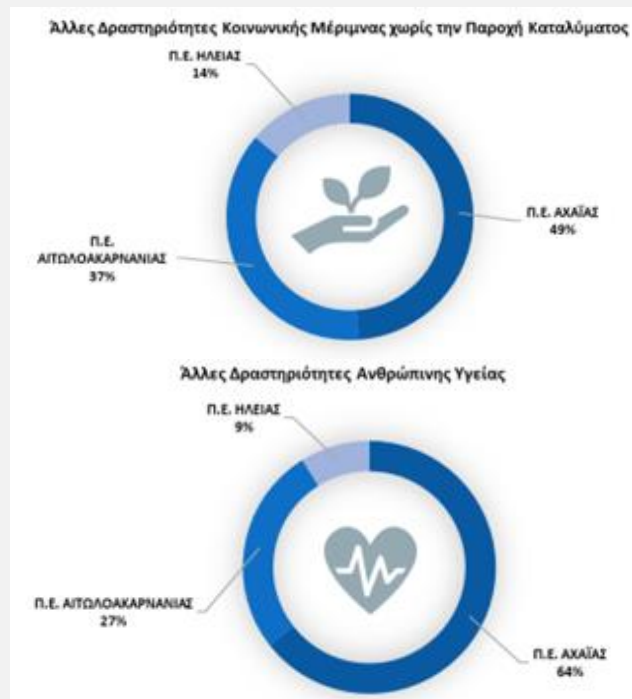 Άλλες Δραστηριότητες Κοινωνικής Μέριμνας χωρίς την Παροχή Καταλύματος
Π.Ε. ΗΛΕΙΑΣ
14%
Π.Ε. ΑΧΑΪΑΣ
49%
Π.Ε.
ΑΙΤΩΛΟΑΚΑΡΝΑΝΙΑΣ
37%
Άλλες Δραστηριότητες Ανθρώπινης Υγείας
Π.Ε. ΗΛΕΙΑΣ
9%
Π.Ε. ΑΙΤΩΛΟΑΚΑΡΝΑΝΙΑΣ
27%
Π.Ε. ΑΧΑΪΑΣ
64%